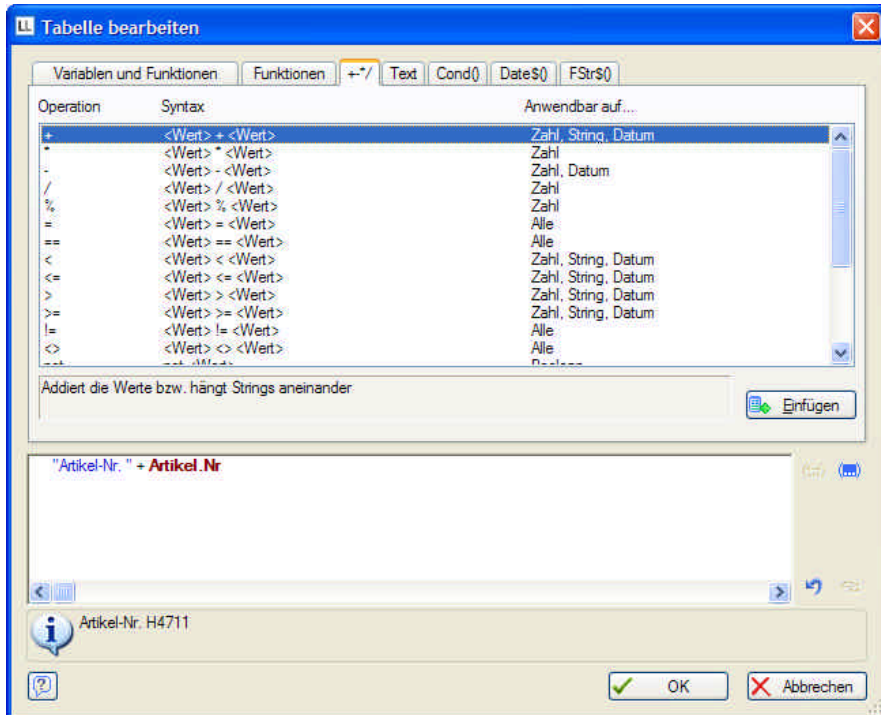 LL Tabelle bearbeiten
Variablen und Funktionen Funktionen +-*/ Text Cond() Date$() FStr$()
Operation Syntax Anwendbar auf...
+ <Wert> + <Wert> Zahl, String, Datum
* <Wert> * <Wert> Zahl
- <Wert> - <Wert> Zahl, Datum
/ <Wert> / <Wert> Zahl
% <Wert> % <Wert> Zahl
= <Wert> = <Wert> Alle
== <Wert> == <Wert> Alle
< <Wert> < <Wert> Zahl, String, Datum
<= <Wert> <= <Wert> Zahl, String, Datum
> <Wert> > <Wert> Zahl, String, Datum
>= <Wert> >= <Wert> Zahl, String, Datum
!= <Wert> != <Wert> Alle
<> <Wert> <> <Wert> Alle
Addiert die Werte bzw. hängt Strings aneinander
Einfügen
"Artikel-Nr. " + Artikel.Nr
Artikel-Nr. H4711
OK Abbrechen